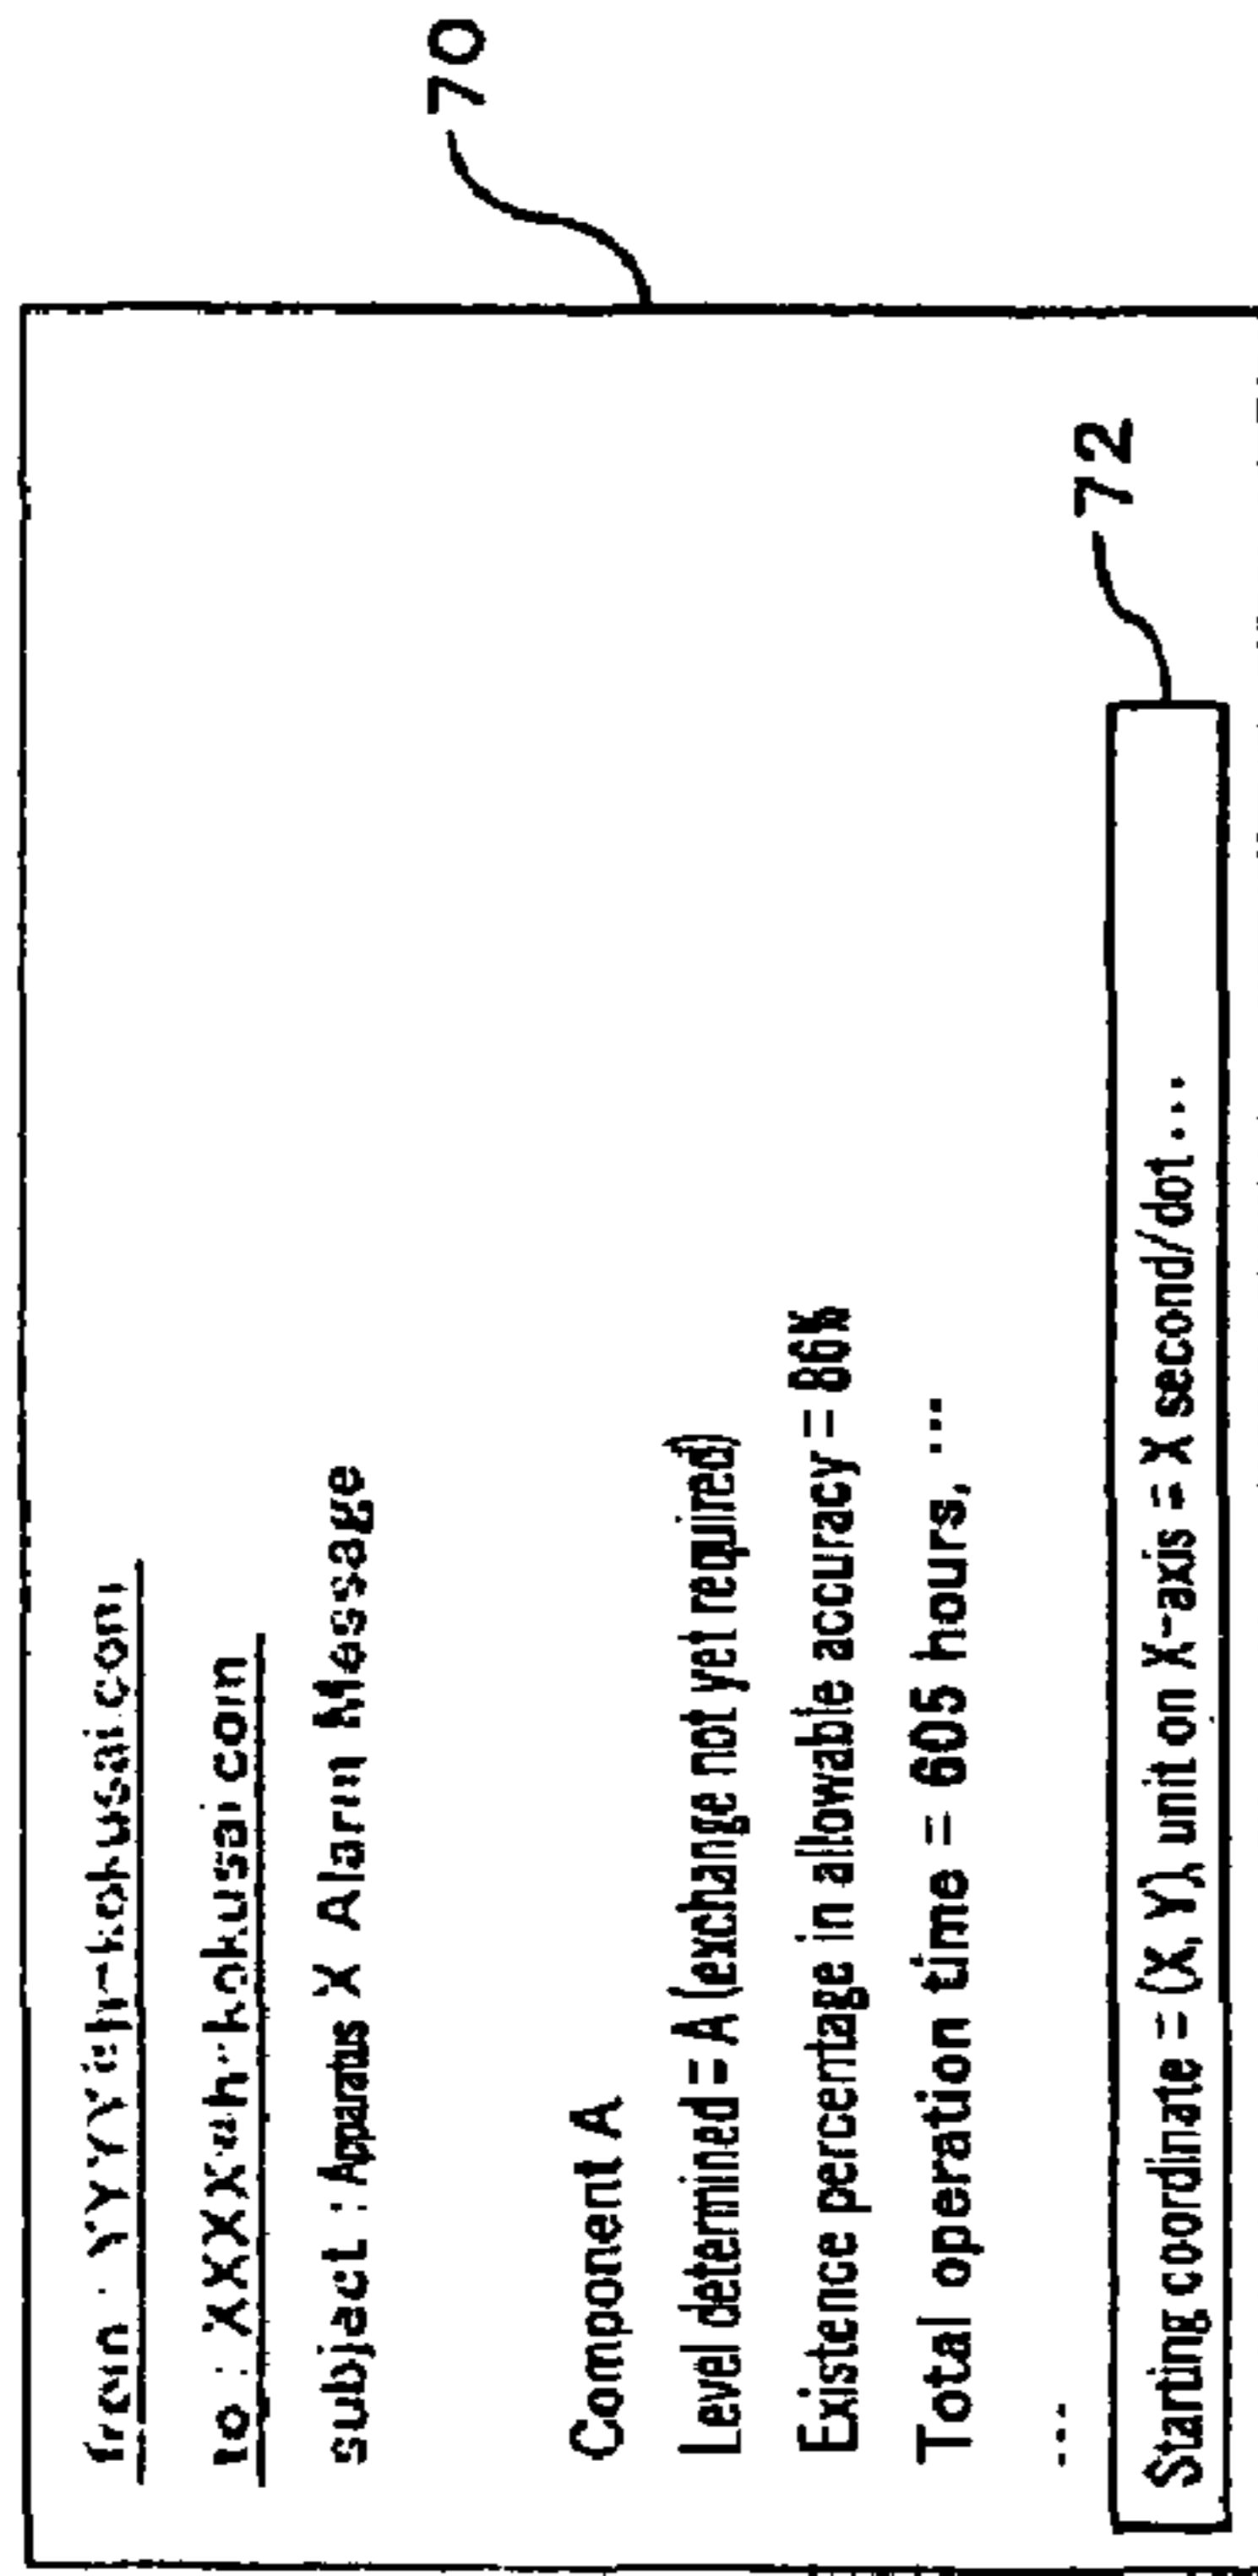 from : YYYY@h-kokusai.com
to : XXXX@h-kokusai.com
subject : Apparatus X Alarm Message
Component A
Level determined = A (exchange not yet required)
Existence percentage in allowable accuracy = 86%
Total operation time = 605 hours, ...
...
Starting coordinate = (X, Y), unit on X-axis = X second/dot ...
70
72